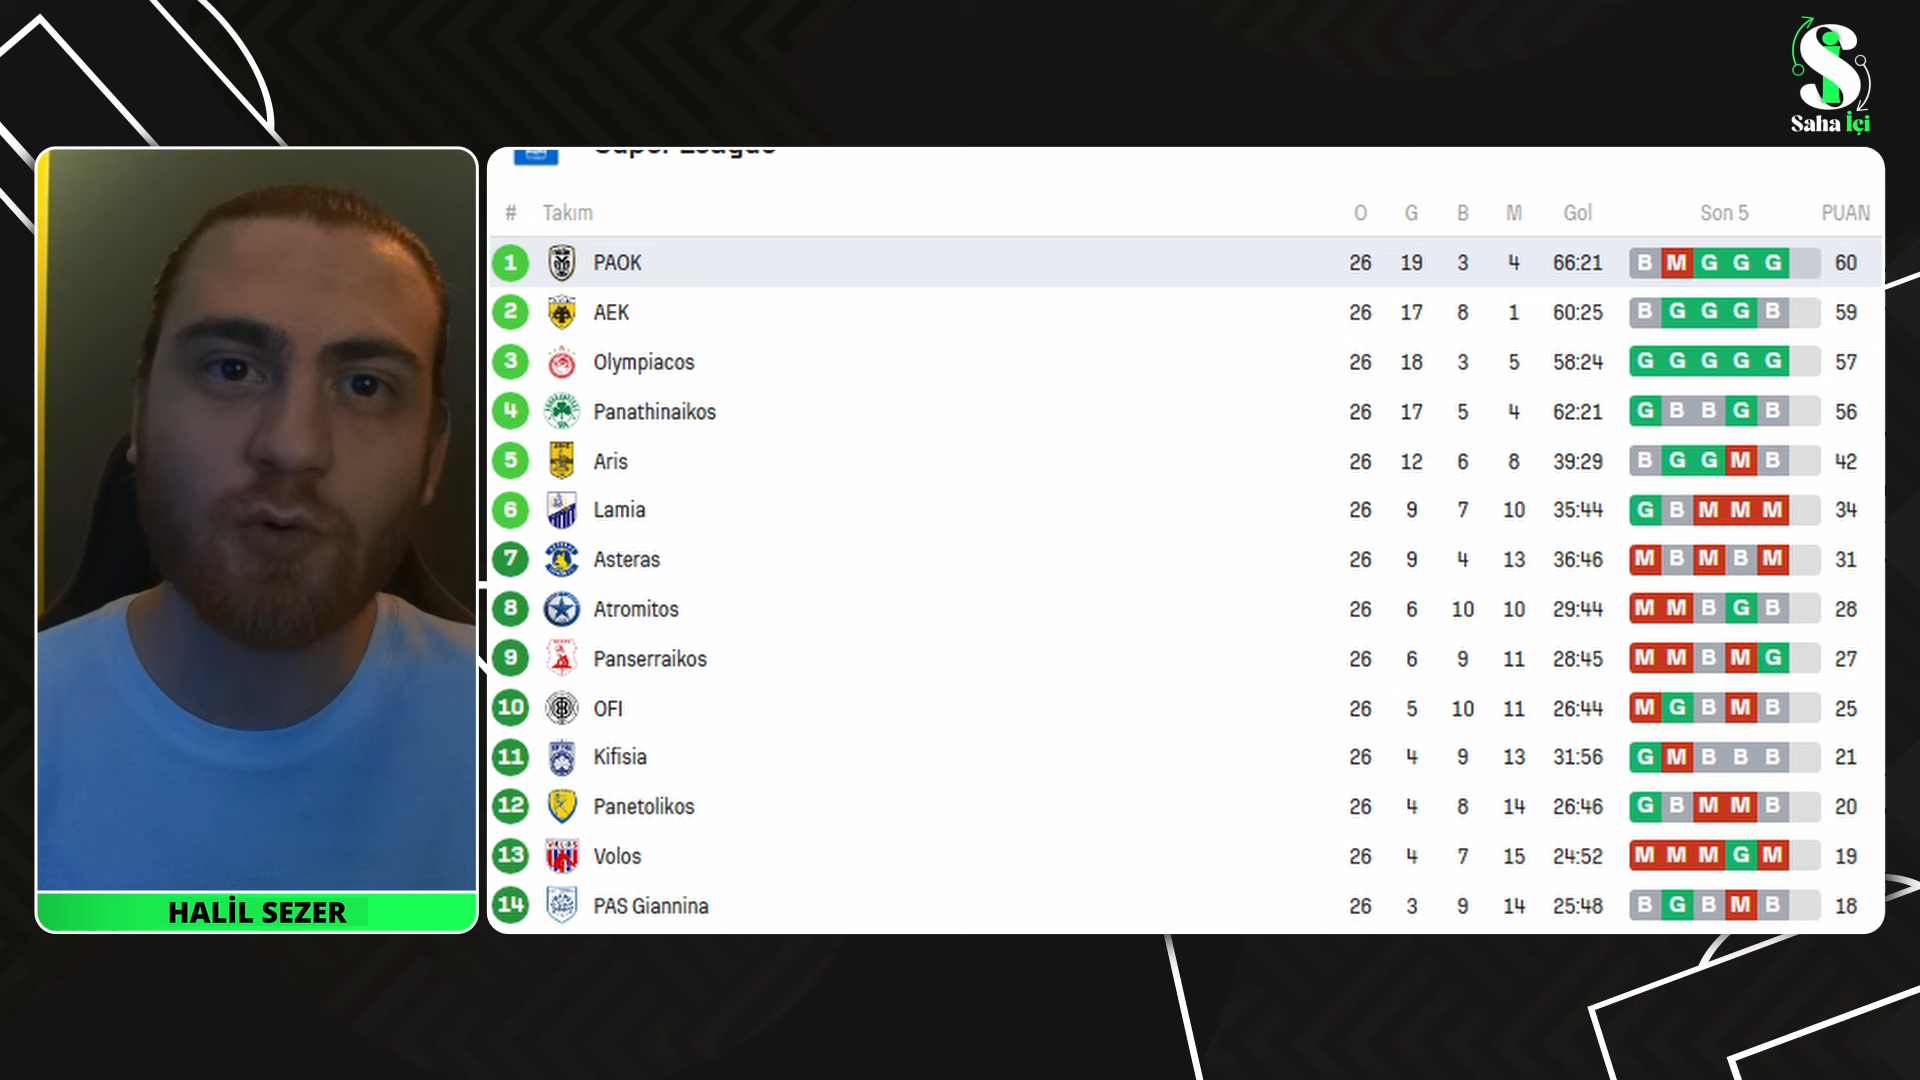 Saha İçi
Super League
# Takım O G B M Gol Son 5 PUAN
1 PAOK 26 19 3 4 66:21 B M G G G 60
2 AEK 26 17 8 1 60:25 B G G G B 59
3 Olympiacos 26 18 3 5 58:24 G G G G G 57
4 Panathinaikos 26 17 5 4 62:21 G B B G B 56
5 Aris 26 12 6 8 39:29 B G G M B 42
6 Lamia 26 9 7 10 35:44 G B M M M 34
7 Asteras 26 9 4 13 36:46 M B M B M 31
8 Atromitos 26 6 10 10 29:44 M M B G B 28
9 Panserraikos 26 6 9 11 28:45 M M B M G 27
10 OFI 26 5 10 11 26:44 M G B M B 25
11 Kifisia 26 4 9 13 31:56 G M B B B 21
12 Panetolikos 26 4 8 14 26:46 G B M M B 20
13 Volos 26 4 7 15 24:52 M M M G M 19
14 PAS Giannina 26 3 9 14 25:48 B G B M B 18
HALİL SEZER